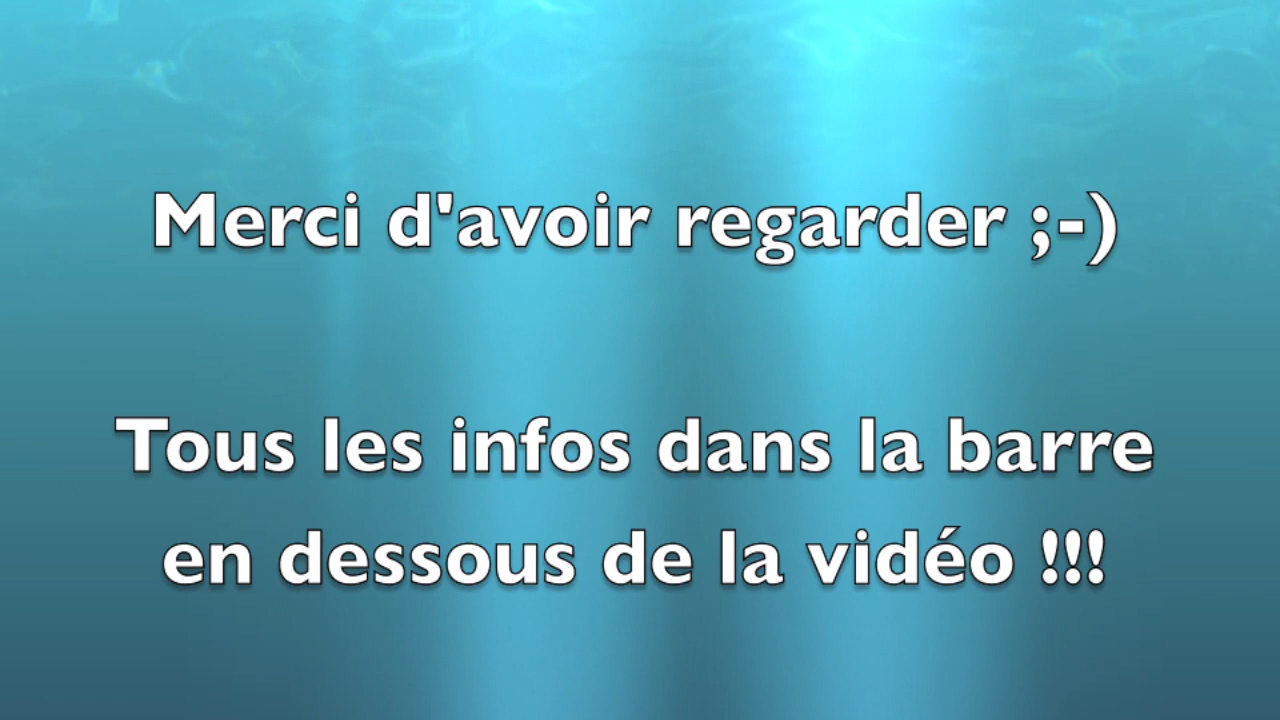 Merci d'avoir regarder ;-)
Tous les infos dans la barre
en dessous de la vidéo !!!